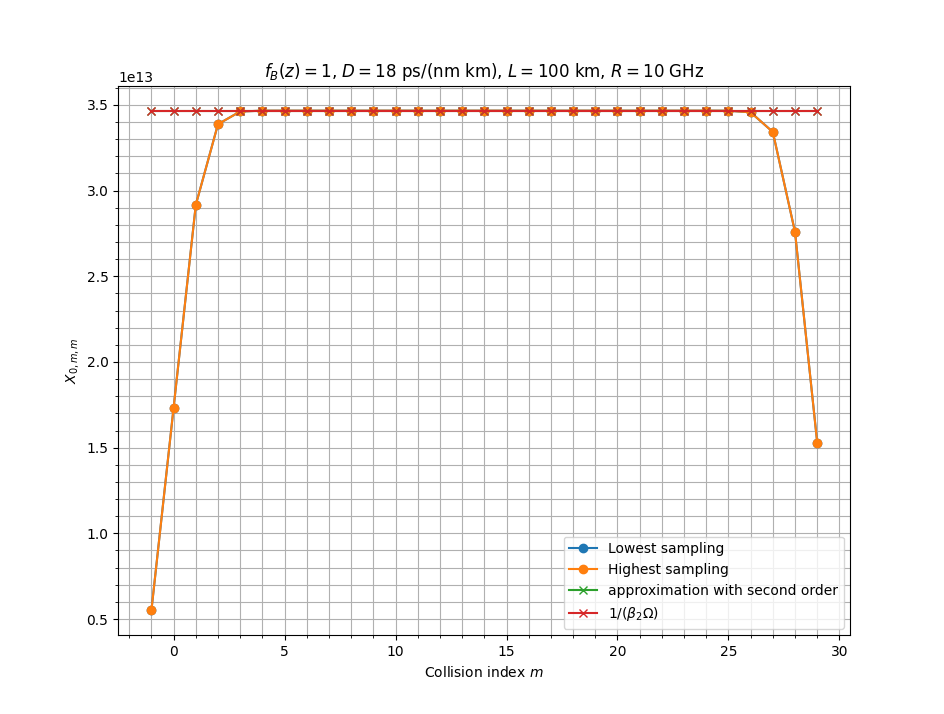 f_B(z) = 1, D = 18 ps/(nm km), L = 100 km, R = 10 GHz
1e13
3.5
3.0
2.5
2.0
1.5
1.0
0.5
X_{0,m,m}
Lowest sampling
Highest sampling
approximation with second order
1/(β₂Ω)
0 5 10 15 20 25 30
Collision index m